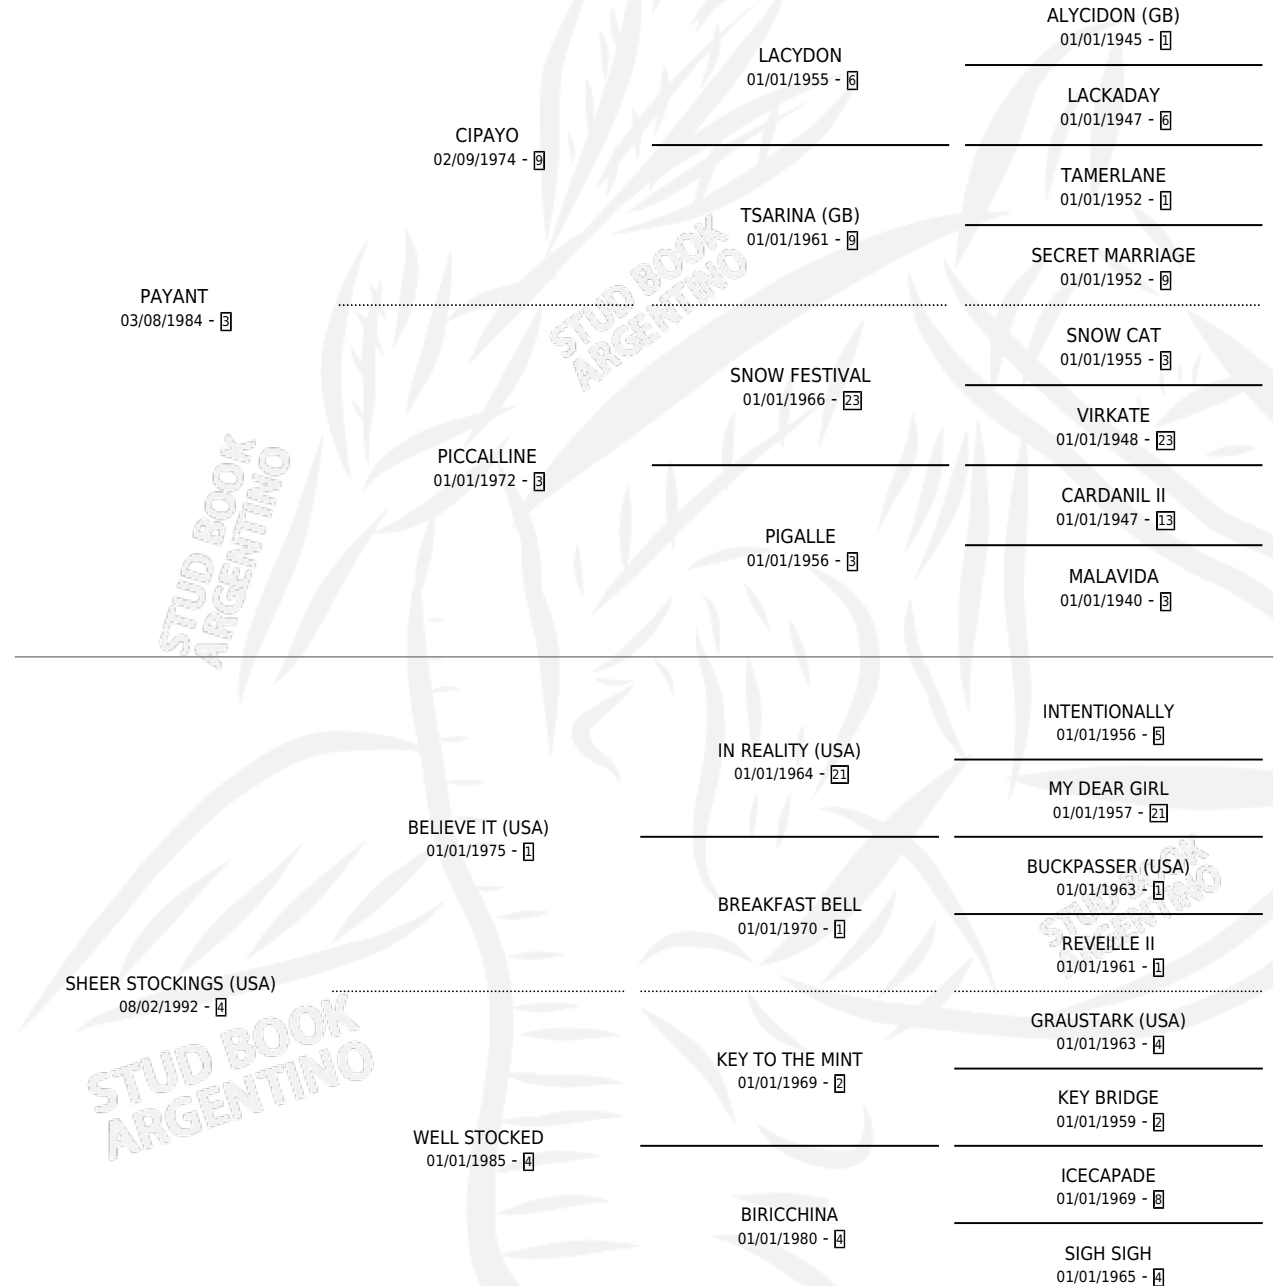 ALYCIDON (GB)
01/01/1945 - 1
LACYDON
01/01/1955 - 6
LACKADAY
01/01/1947 - 6
CIPAYO
02/09/1974 - 9
TAMERLANE
01/01/1952 - 1
TSARINA (GB)
01/01/1961 - 9
SECRET MARRIAGE
01/01/1952 - 9
PAYANT
03/08/1984 - 3
SNOW CAT
01/01/1955 - 3
SNOW FESTIVAL
01/01/1966 - 23
VIRKATE
01/01/1948 - 23
PICCALLINE
01/01/1972 - 3
CARDANIL II
01/01/1947 - 13
PIGALLE
01/01/1956 - 3
MALAVIDA
01/01/1940 - 3
INTENTIONALLY
01/01/1956 - 5
IN REALITY (USA)
01/01/1964 - 21
MY DEAR GIRL
01/01/1957 - 21
BELIEVE IT (USA)
01/01/1975 - 1
BUCKPASSER (USA)
01/01/1963 - 1
BREAKFAST BELL
01/01/1970 - 1
REVEILLE II
01/01/1961 - 1
SHEER STOCKINGS (USA)
08/02/1992 - 4
GRAUSTARK (USA)
01/01/1963 - 4
KEY TO THE MINT
01/01/1969 - 2
KEY BRIDGE
01/01/1959 - 2
WELL STOCKED
01/01/1985 - 4
ICECAPADE
01/01/1969 - 8
BIRICCHINA
01/01/1980 - 4
SIGH SIGH
01/01/1965 - 4
STUD BOOK
ARGENTINO
STUD BOOK
ARGENTINO
STUD BOOK
ARGENTINO
STUD BOOK
ARGENTINO